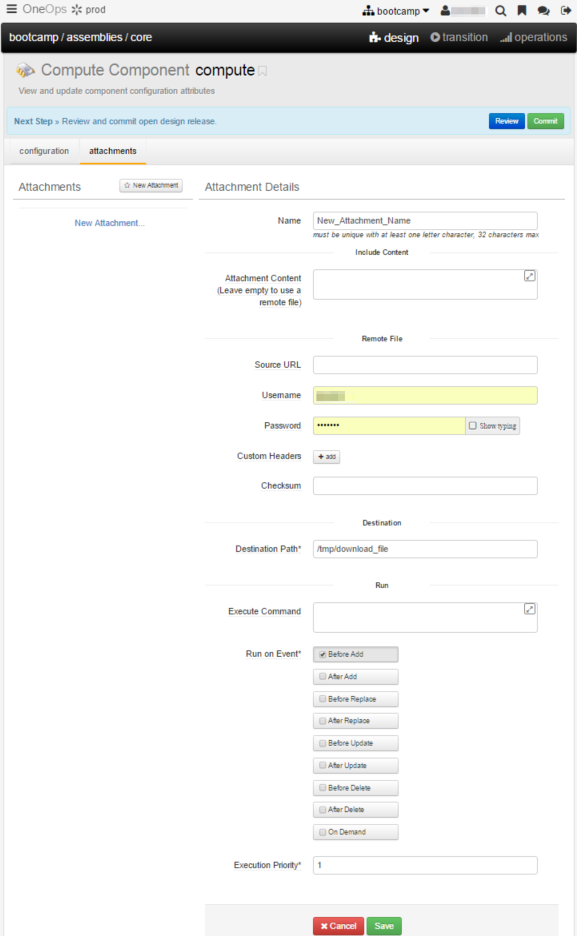 OneOps prod bootcamp
bootcamp / assemblies / core design transition operations
Compute Component compute
View and update component configuration attributes
Next Step » Review and commit open design release. Review Commit
configuration attachments
Attachments New Attachment Attachment Details
New Attachment...
Name New_Attachment_Name
must be unique with at least one letter character, 32 characters max
Include Content
Attachment Content
(Leave empty to use a
remote file)
Remote File
Source URL
Username
Password ••••••• Show typing
Custom Headers + add
Checksum
Destination
Destination Path* /tmp/download_file
Run
Execute Command
Run on Event* Before Add
After Add
Before Replace
After Replace
Before Update
After Update
Before Delete
After Delete
On Demand
Execution Priority* 1
Cancel Save